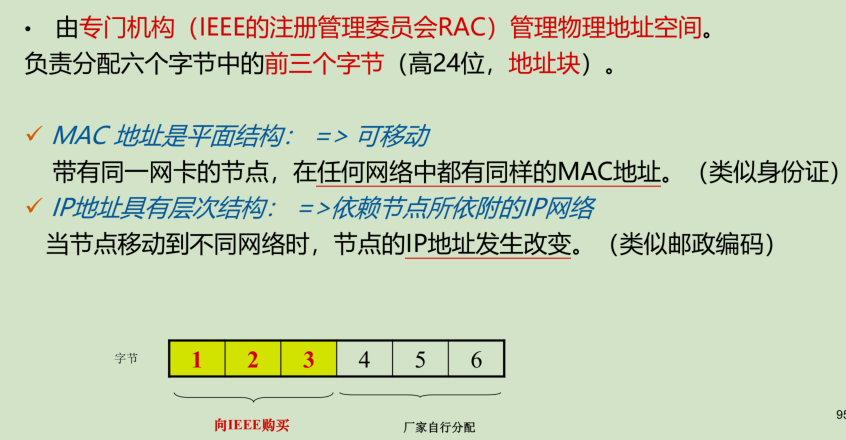 • 由专门机构（IEEE的注册管理委员会RAC）管理物理地址空间。
负责分配六个字节中的前三个字节（高24位，地址块）。
✓ MAC 地址是平面结构： => 可移动
带有同一网卡的节点，在任何网络中都有同样的MAC地址。（类似身份证）
✓ IP地址具有层次结构： =>依赖节点所依附的IP网络
当节点移动到不同网络时，节点的IP地址发生改变。（类似邮政编码）
字节 1 2 3 4 5 6
向IEEE购买 厂家自行分配
95